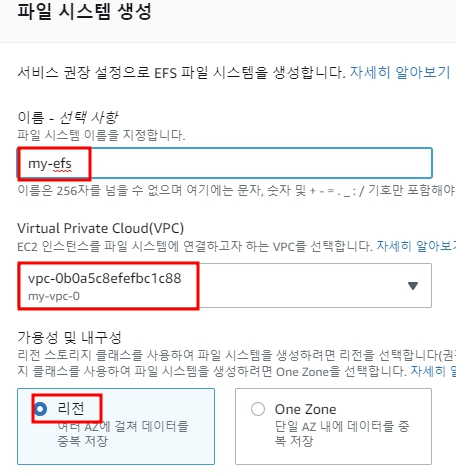 파일 시스템 생성
서비스 권장 설정으로 EFS 파일 시스템을 생성합니다. 자세히 알아보기
이름 - 선택 사항
파일 시스템 이름을 지정합니다.
my-efs
이름은 256자를 넘을 수 없으며 여기에는 문자, 숫자 및 + - = . _ : / 기호만 포함해야
Virtual Private Cloud(VPC)
EC2 인스턴스를 파일 시스템에 연결하고자 하는 VPC를 선택합니다. 자세히 알아보기
vpc-0b0a5c8efefbc1c88
my-vpc-0
가용성 및 내구성
리전 스토리지 클래스를 사용하여 파일 시스템을 생성하려면 리전을 선택합니다(권
지 클래스를 사용하여 파일 시스템을 생성하려면 One Zone을 선택합니다. 자세히
리전
One Zone
여러 AZ에 걸쳐 데이터를
중복 저장
단일 AZ 내에 데이터를 중
복 저장